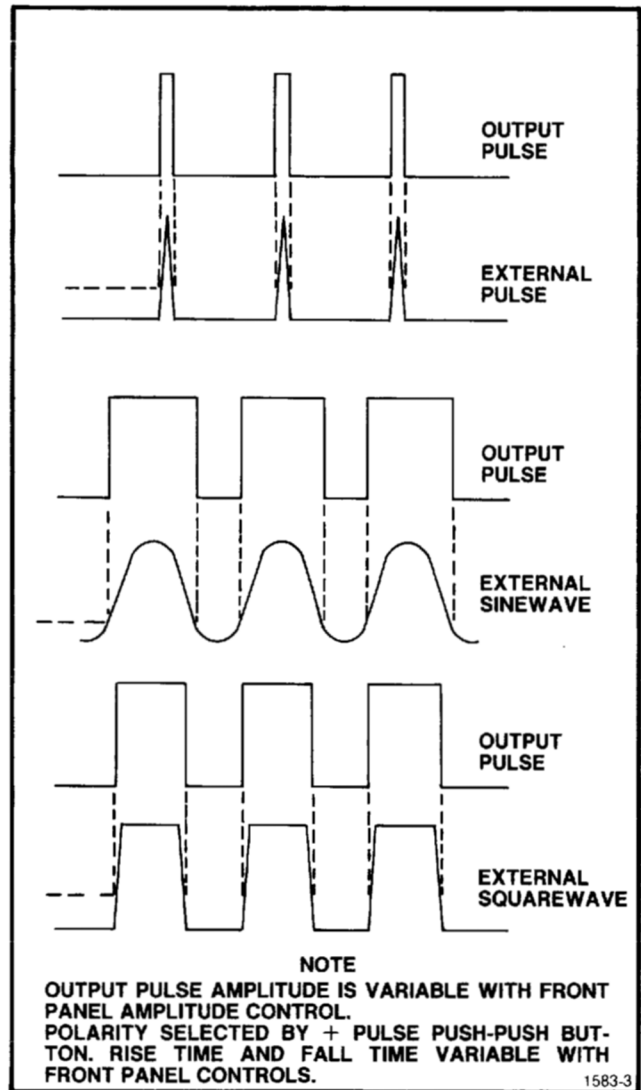 OUTPUT
PULSE
EXTERNAL
PULSE
OUTPUT
PULSE
EXTERNAL
SINEWAVE
OUTPUT
PULSE
EXTERNAL
SQUAREWAVE
NOTE
OUTPUT PULSE AMPLITUDE IS VARIABLE WITH FRONT
PANEL AMPLITUDE CONTROL.
POLARITY SELECTED BY + PULSE PUSH-PUSH BUT-
TON. RISE TIME AND FALL TIME VARIABLE WITH
FRONT PANEL CONTROLS.
1583-3